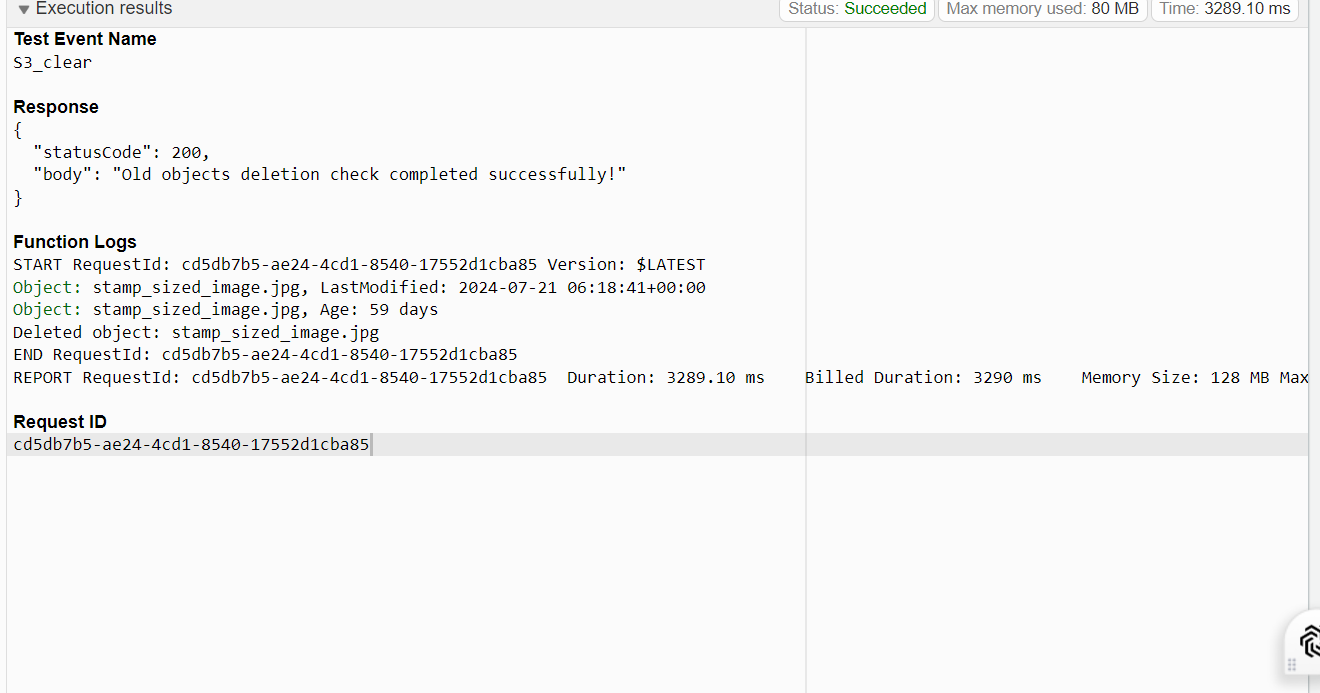 Execution results
Status: Succeeded
Max memory used: 80 MB
Time: 3289.10 ms
Test Event Name
S3_clear
Response
{
"statusCode": 200,
"body": "Old objects deletion check completed successfully!"
}
Function Logs
START RequestId: cd5db7b5-ae24-4cd1-8540-17552d1cba85 Version: $LATEST
Object: stamp_sized_image.jpg, LastModified: 2024-07-21 06:18:41+00:00
Object: stamp_sized_image.jpg, Age: 59 days
Deleted object: stamp_sized_image.jpg
END RequestId: cd5db7b5-ae24-4cd1-8540-17552d1cba85
REPORT RequestId: cd5db7b5-ae24-4cd1-8540-17552d1cba85 Duration: 3289.10 ms Billed Duration: 3290 ms Memory Size: 128 MB Max
Request ID
cd5db7b5-ae24-4cd1-8540-17552d1cba85